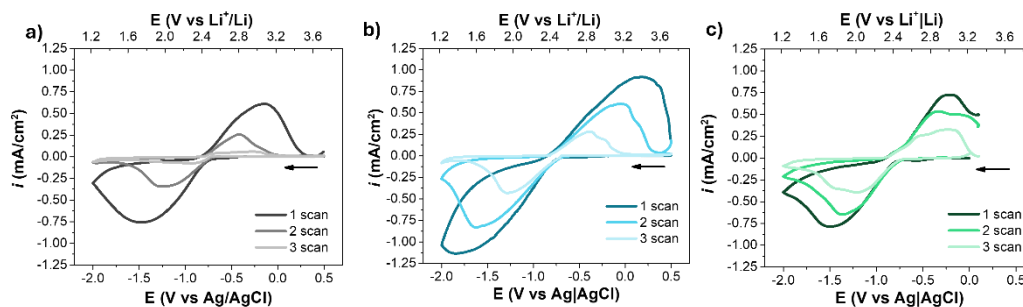 a)
E (V vs Li⁺/Li)
1.2 1.6 2.0 2.4 2.8 3.2 3.6
1.25
1.00
0.75
0.50
0.25
0.00
-0.25
-0.50
-0.75
-1.00
-1.25
i (mA/cm²)
1 scan
2 scan
3 scan
-2.0 -1.5 -1.0 -0.5 0.0 0.5
E (V vs Ag/AgCl)
b)
E (V vs Li⁺/Li)
1.2 1.6 2.0 2.4 2.8 3.2 3.6
1.25
1.00
0.75
0.50
0.25
0.00
-0.25
-0.50
-0.75
-1.00
-1.25
i (mA/cm²)
1 scan
2 scan
3 scan
-2.0 -1.5 -1.0 -0.5 0.0 0.5
E (V vs Ag|AgCl)
c)
E (V vs Li⁺|Li)
1.2 1.6 2.0 2.4 2.8 3.2 3.6
1.25
1.00
0.75
0.50
0.25
0.00
-0.25
-0.50
-0.75
-1.00
-1.25
i (mA/cm²)
1 scan
2 scan
3 scan
-2.0 -1.5 -1.0 -0.5 0.0 0.5
E (V vs Ag|AgCl)